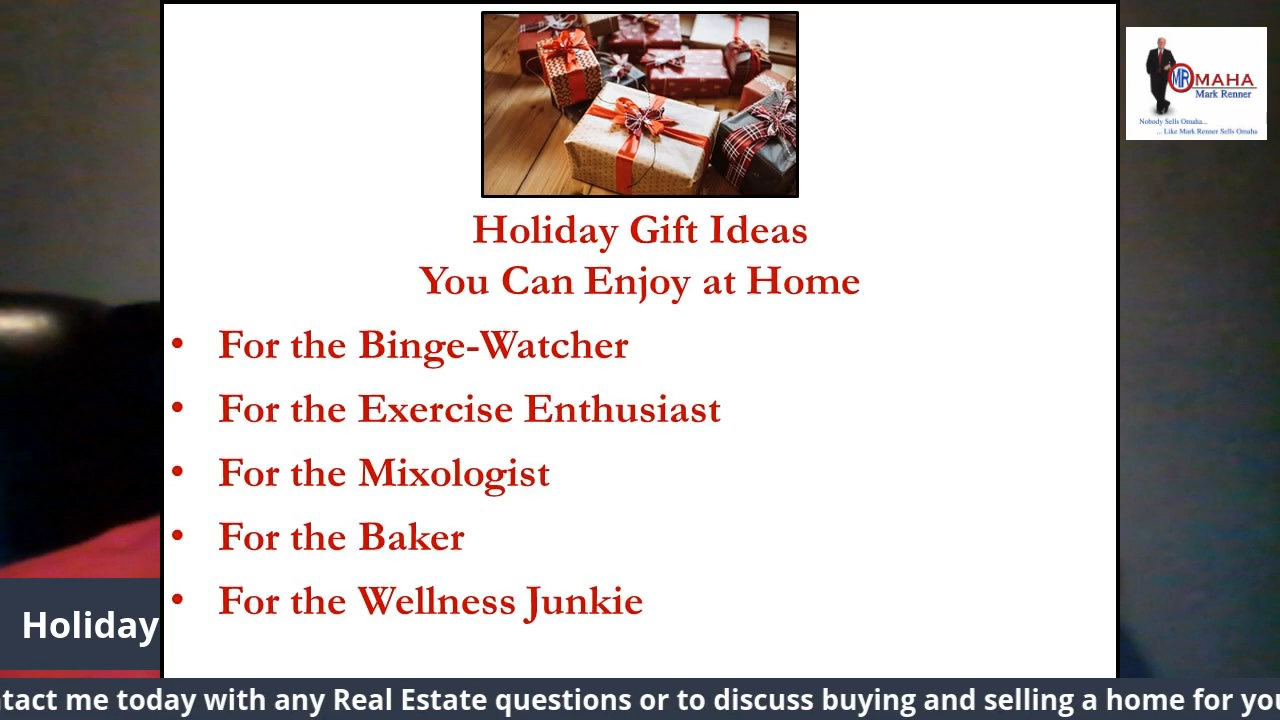 Holiday Gift Ideas
You Can Enjoy at Home
• For the Binge-Watcher
• For the Exercise Enthusiast
• For the Mixologist
• For the Baker
• For the Wellness Junkie
MR MAHA
Mark Renner
Nobody Sells Omaha...
... Like Mark Renner Sells Omaha
Holiday
ntact me today with any Real Estate questions or to discuss buying and selling a home for you